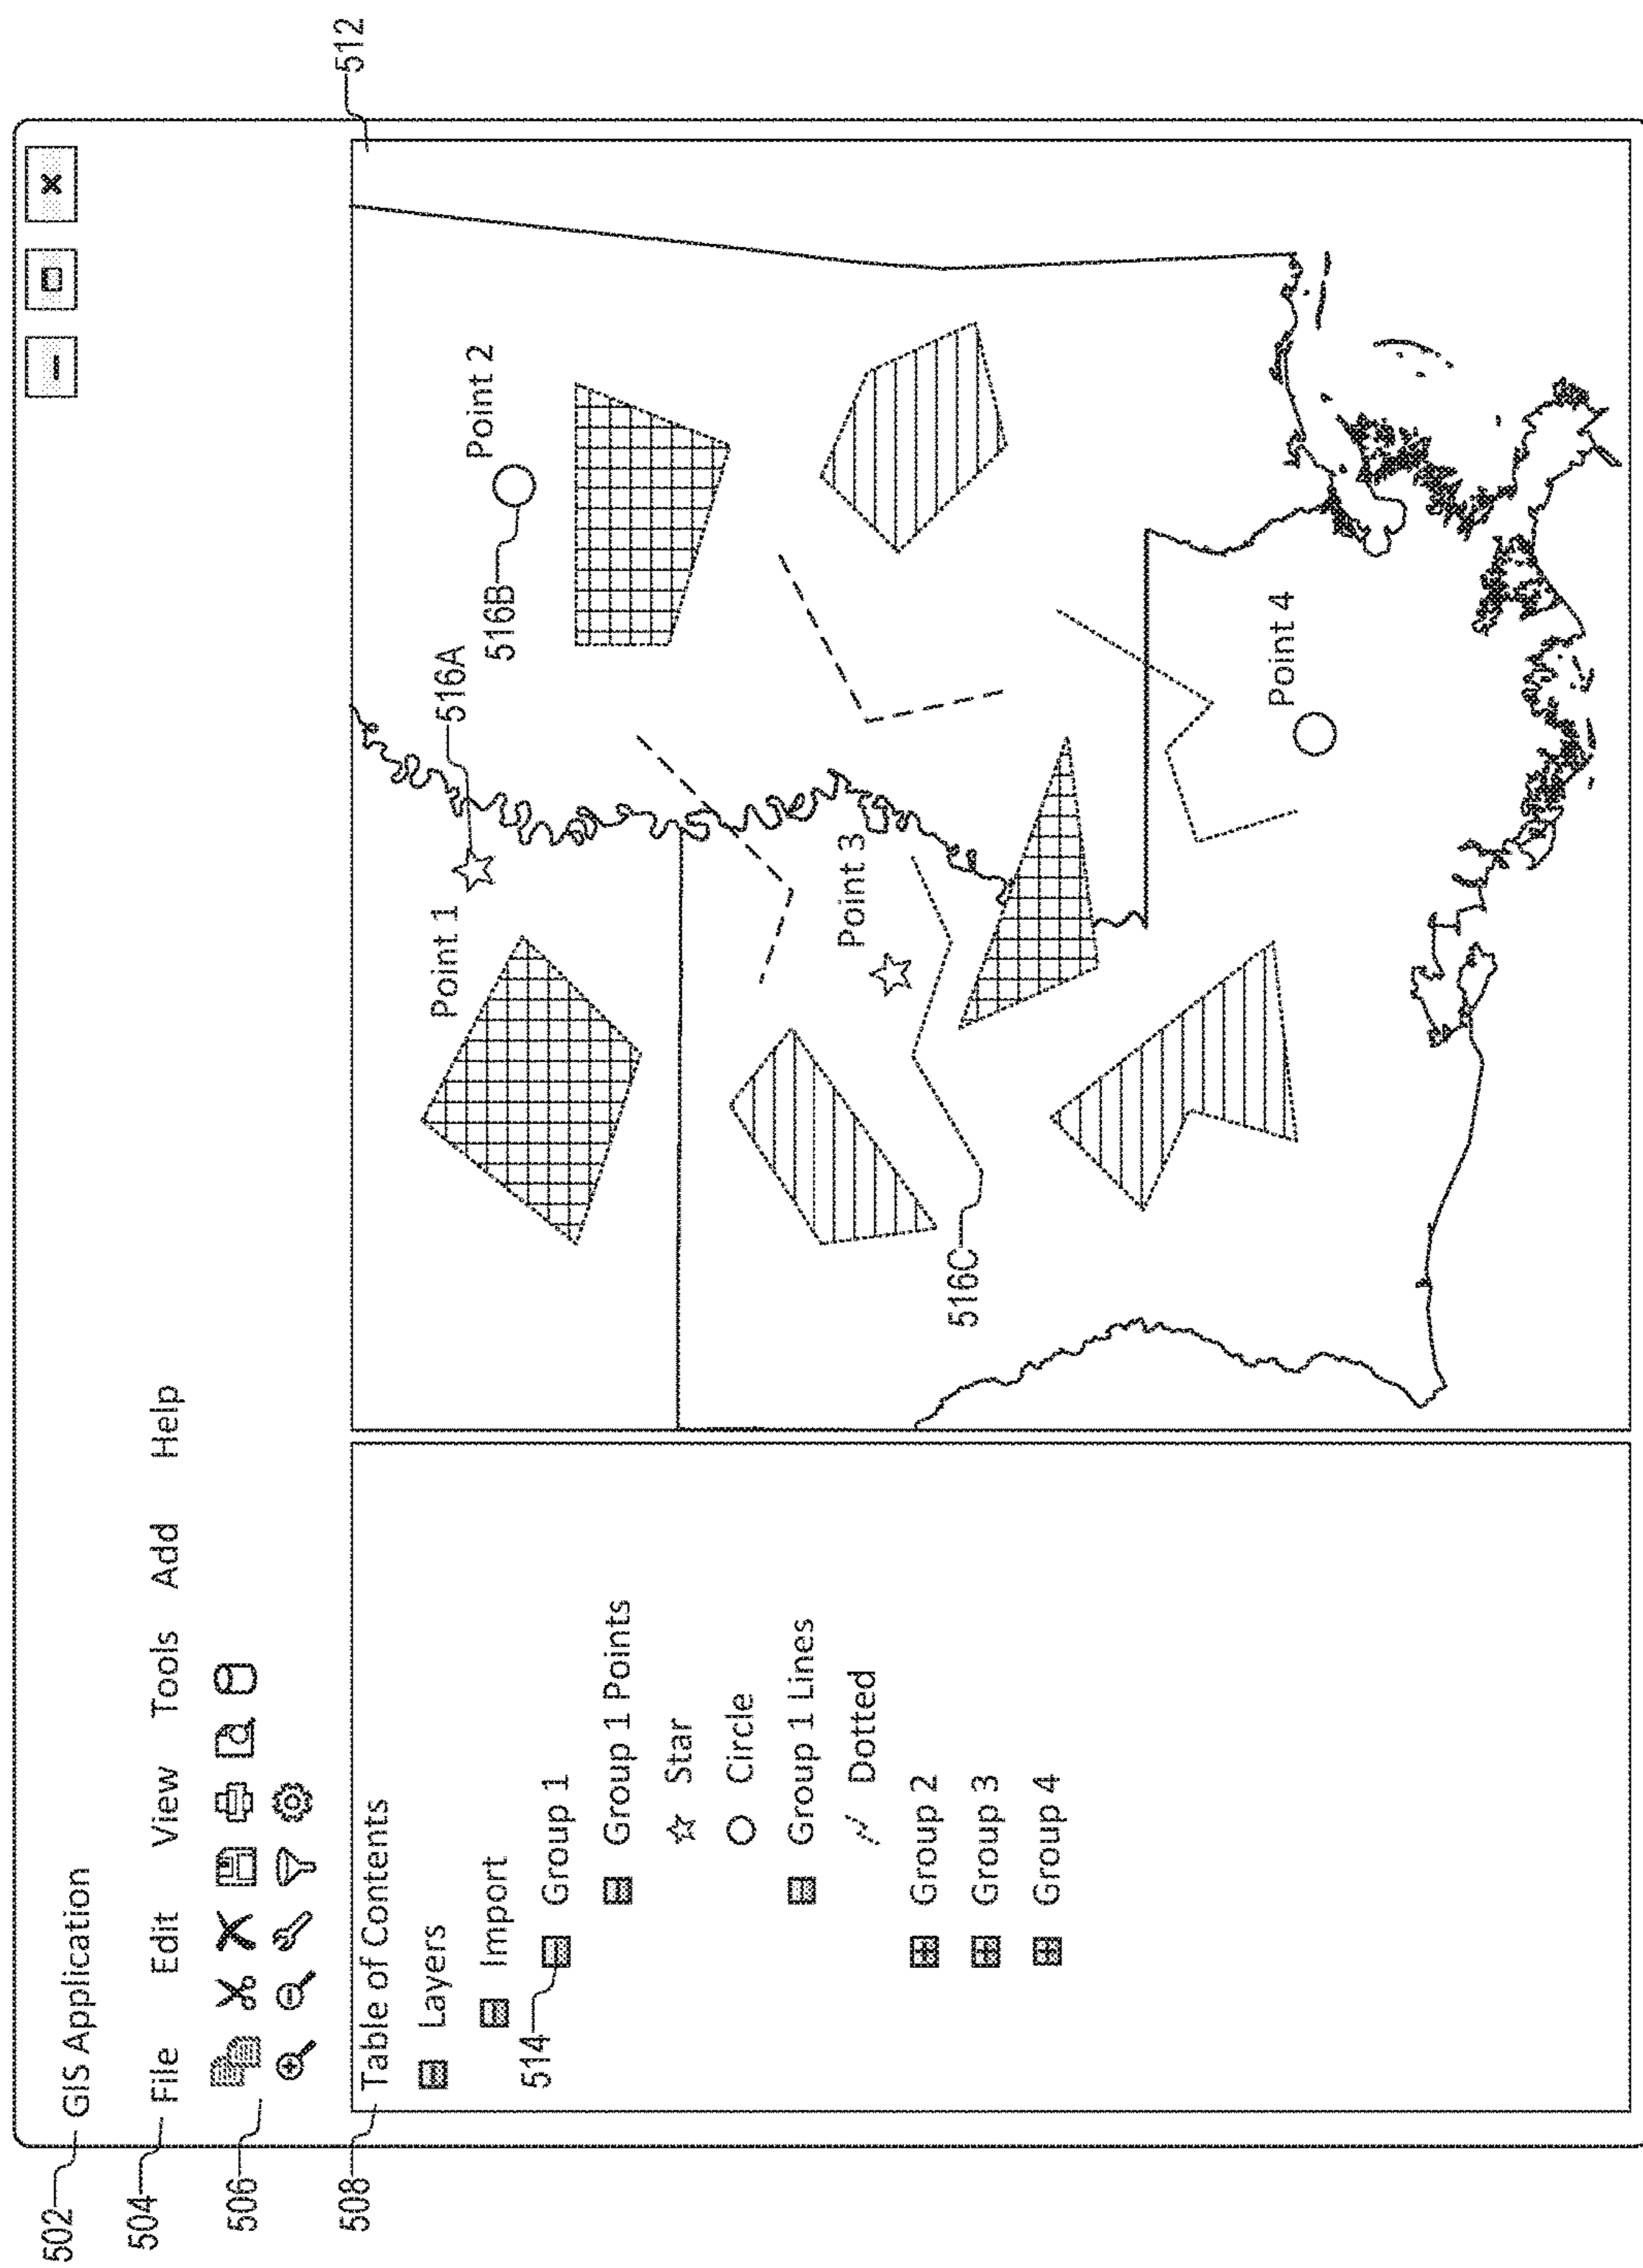 502
GIS Application
504
File Edit View Tools Add Help
506
508
Table of Contents
Layers
Import
514
Group 1
Group 1 Points
Star
Circle
Group 1 Lines
Dotted
Group 2
Group 3
Group 4
512
Point 1
516A
516B
Point 2
Point 3
516C
Point 4